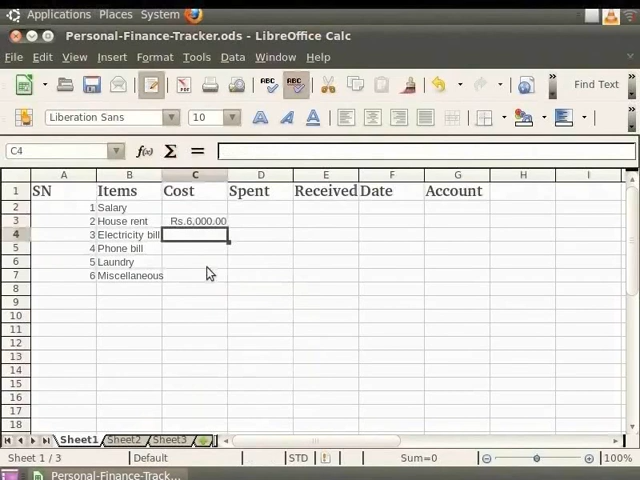 Applications Places System
Personal-Finance-Tracker.ods - LibreOffice Calc
File Edit View Insert Format Tools Data Window Help
ABC ABC Find Text
Liberation Sans 10 A A A
C4 f(x) Σ =
A B C D E F G H I
1 SN Items Cost Spent Received Date Account
2 1 Salary
3 2 House rent Rs.6,000.00
4 3 Electricity bill
5 4 Phone bill
6 5 Laundry
7 6 Miscellaneous
8
9
10
11
12
13
14
15
16
17
18
Sheet1 Sheet2 Sheet3
Sheet 1 / 3 Default STD Sum=0 100%
Personal-Finance-Track...